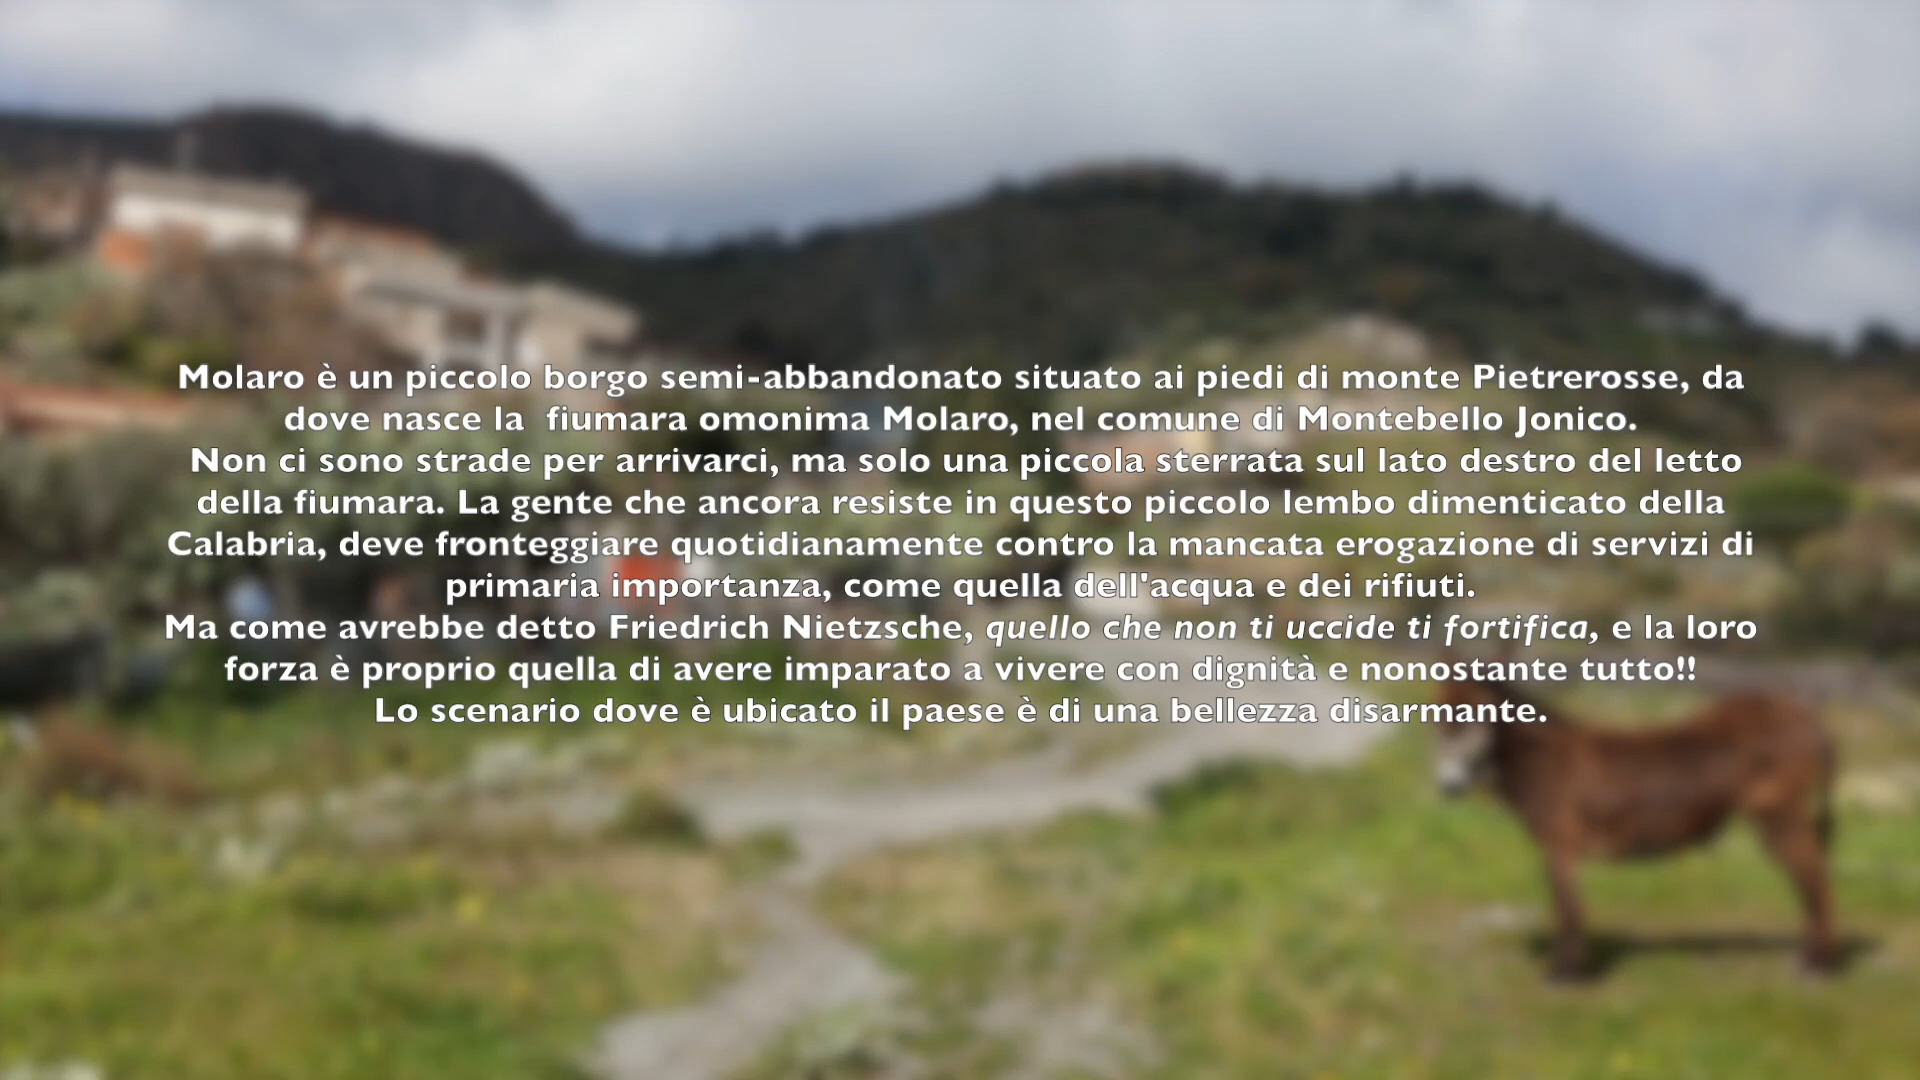 Molaro è un piccolo borgo semi-abbandonato situato ai piedi di monte Pietrerosse, da
dove nasce la  fiumara omonima Molaro, nel comune di Montebello Jonico.
Non ci sono strade per arrivarci, ma solo una piccola sterrata sul lato destro del letto
della fiumara. La gente che ancora resiste in questo piccolo lembo dimenticato della
Calabria, deve fronteggiare quotidianamente contro la mancata erogazione di servizi di
primaria importanza, come quella dell'acqua e dei rifiuti.
Ma come avrebbe detto Friedrich Nietzsche, quello che non ti uccide ti fortifica, e la loro
forza è proprio quella di avere imparato a vivere con dignità e nonostante tutto!!
Lo scenario dove è ubicato il paese è di una bellezza disarmante.